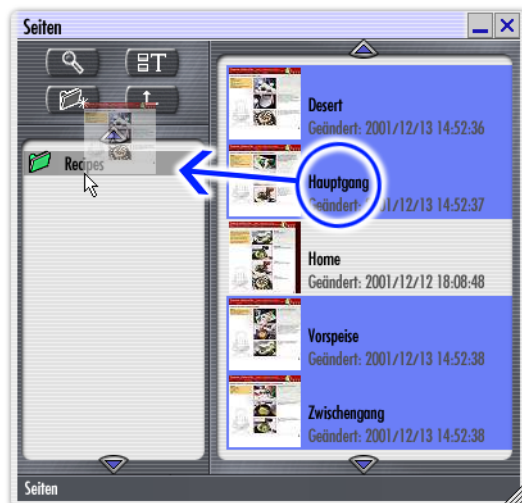 Seiten
T
Recipes
Desert
Geändert: 2001/12/13 14:52:36
Hauptgang
Geändert: 2001/12/13 14:52:37
Home
Geändert: 2001/12/12 18:08:48
Vorspeise
Geändert: 2001/12/13 14:52:38
Zwischengang
Geändert: 2001/12/13 14:52:38
Seiten